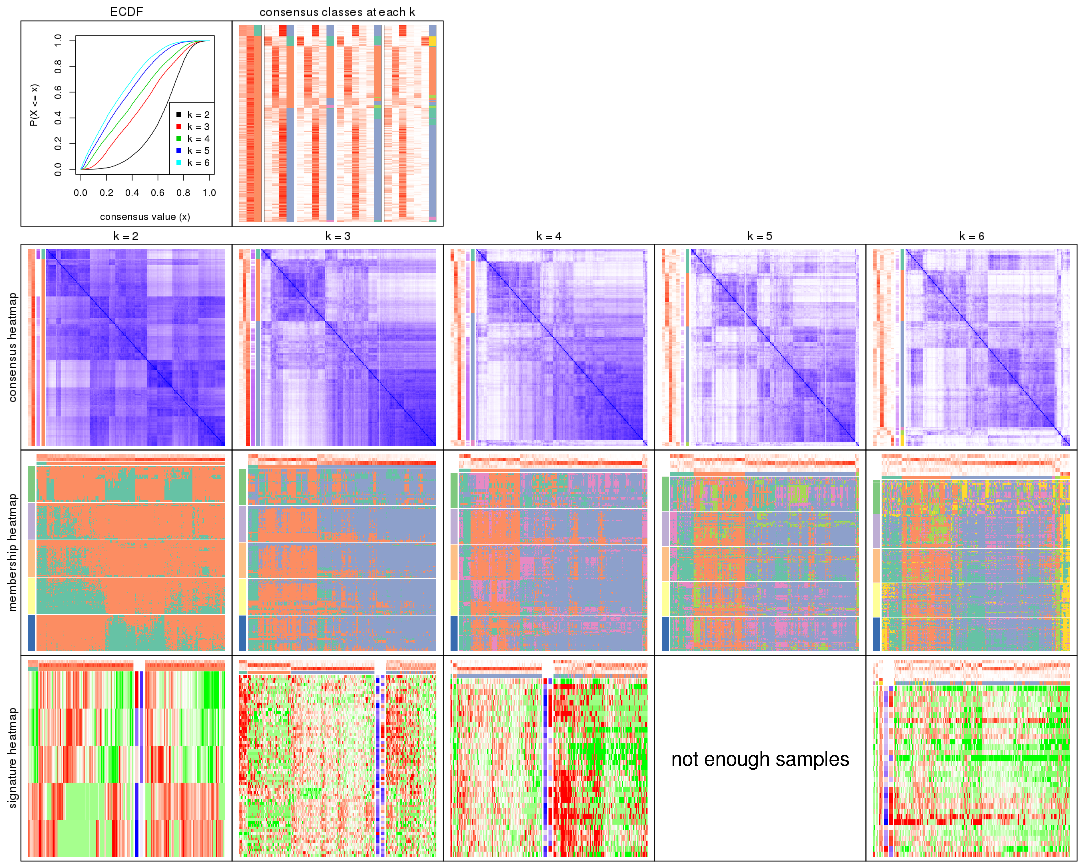 ECDF
consensus classes at each k
P(X <= x)
0.0 0.2 0.4 0.6 0.8 1.0
k = 2
k = 3
k = 4
k = 5
k = 6
0.0 0.2 0.4 0.6 0.8 1.0
consensus value (x)
k = 2
k = 3
k = 4
k = 5
k = 6
consensus heatmap
membership heatmap
signature heatmap
not enough samples